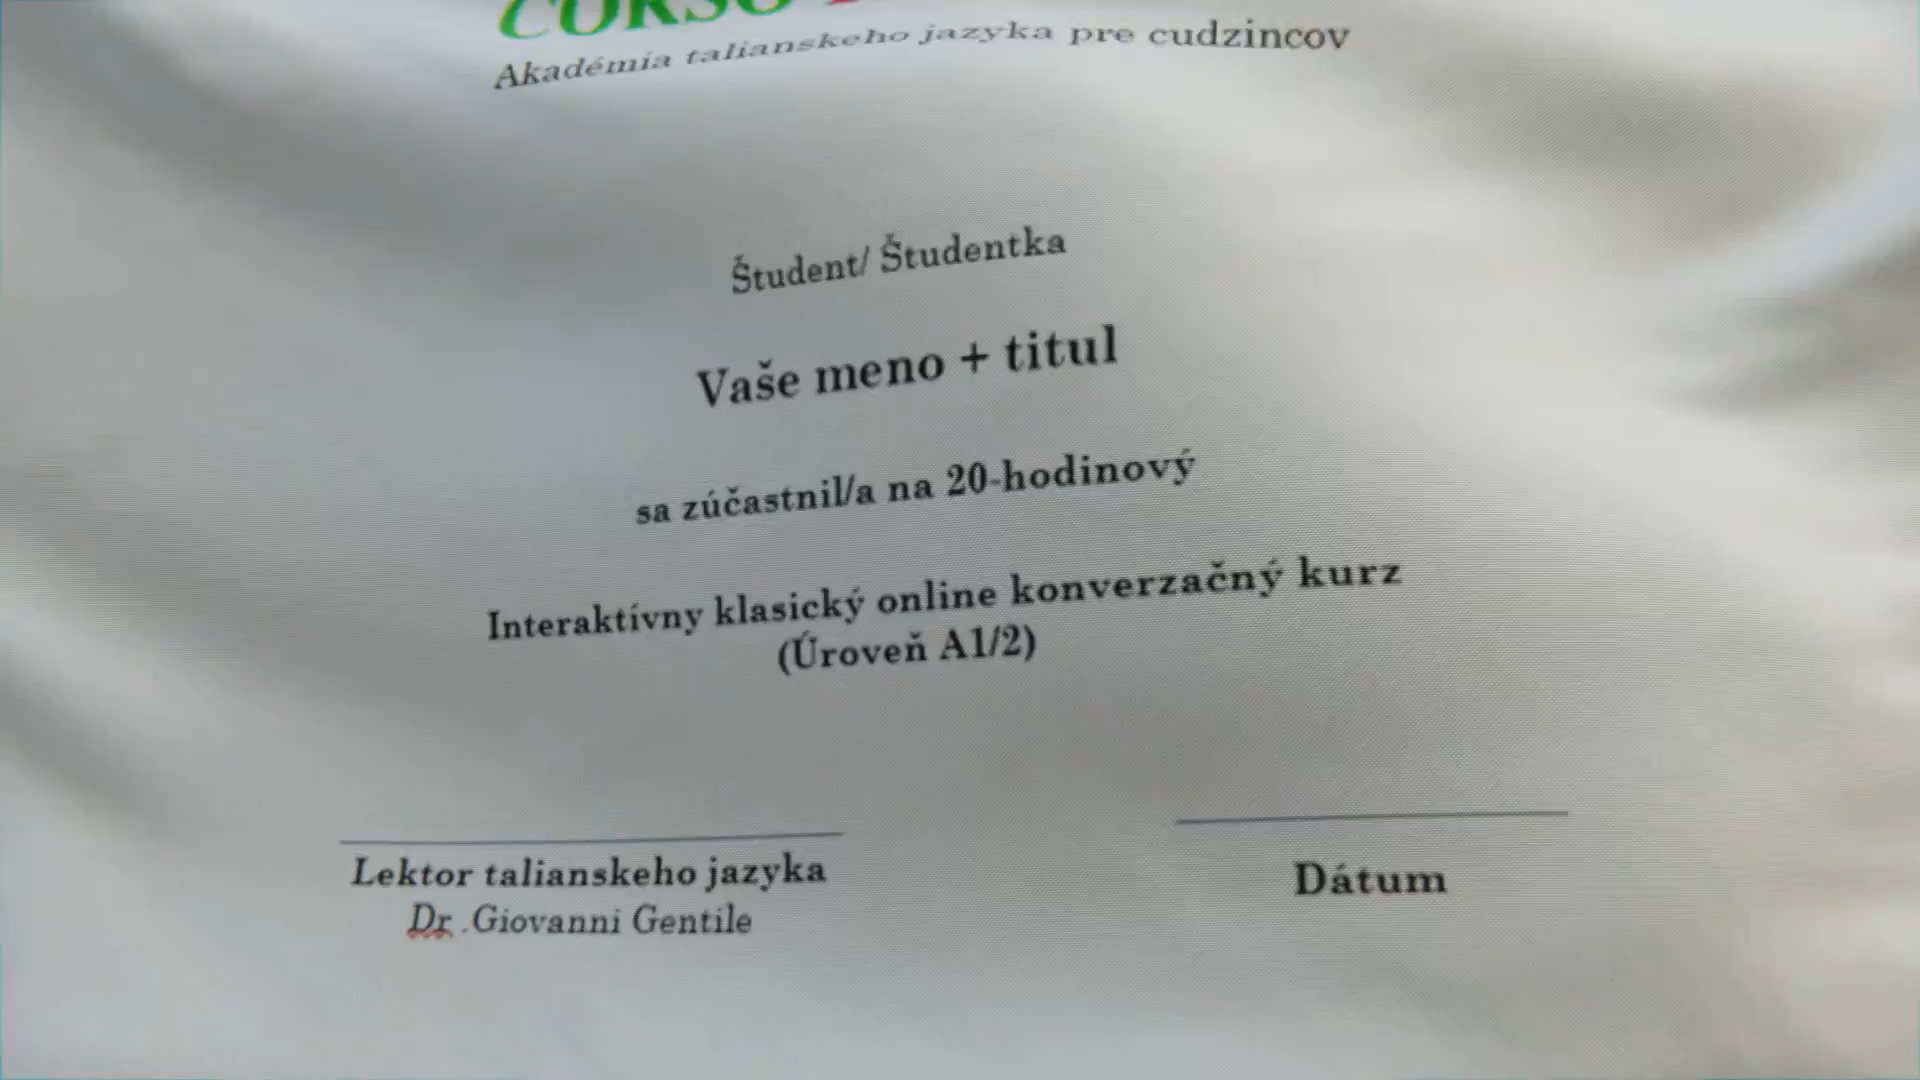 CORSO
Akadémia talianskeho jazyka pre cudzincov
Študent/ Študentka
Vaše meno + titul
sa zúčastnil/a na 20-hodinový
Interaktívny klasický online konverzačný kurz
(Úroveň A1/2)
Lektor talianskeho jazyka
Dátum
Dr .Giovanni Gentile